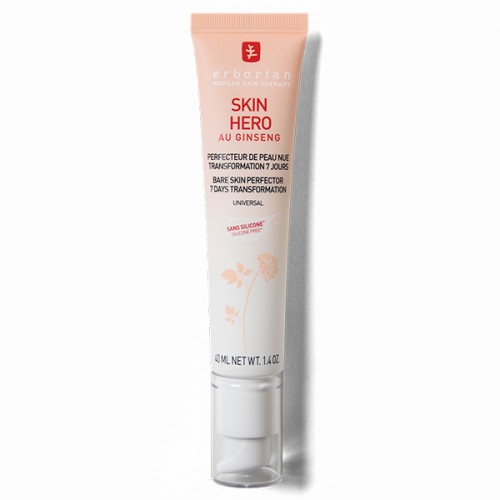 erborian
KOREAN SKIN THERAPY
SKIN
HERO
AU GINSENG
PERFECTEUR DE PEAU NUE
TRANSFORMATION 7 JOURS
BARE SKIN PERFECTOR
7 DAYS TRANSFORMATION
UNIVERSAL
SANS SILICONE*
SILICONE FREE*
40 ML NET WT. 1.4 OZ.